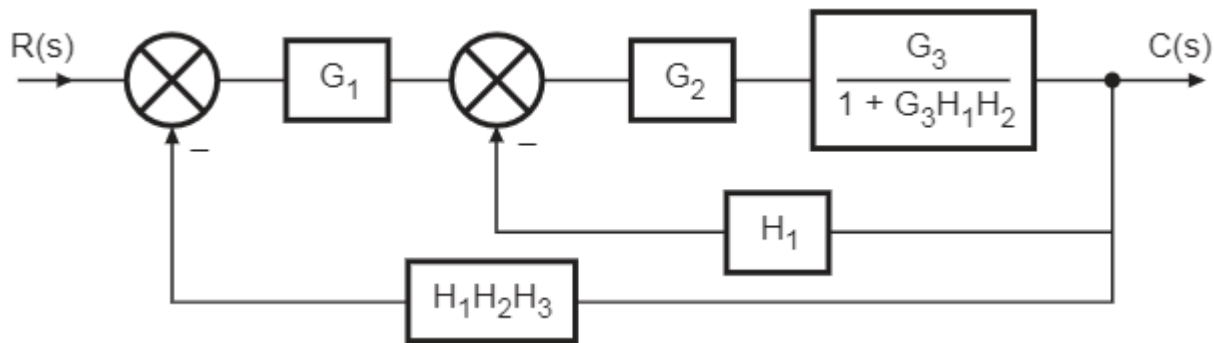 R(s)
G₁
G₂
G₃
1 + G₃H₁H₂
C(s)
–
–
H₁
H₁H₂H₃